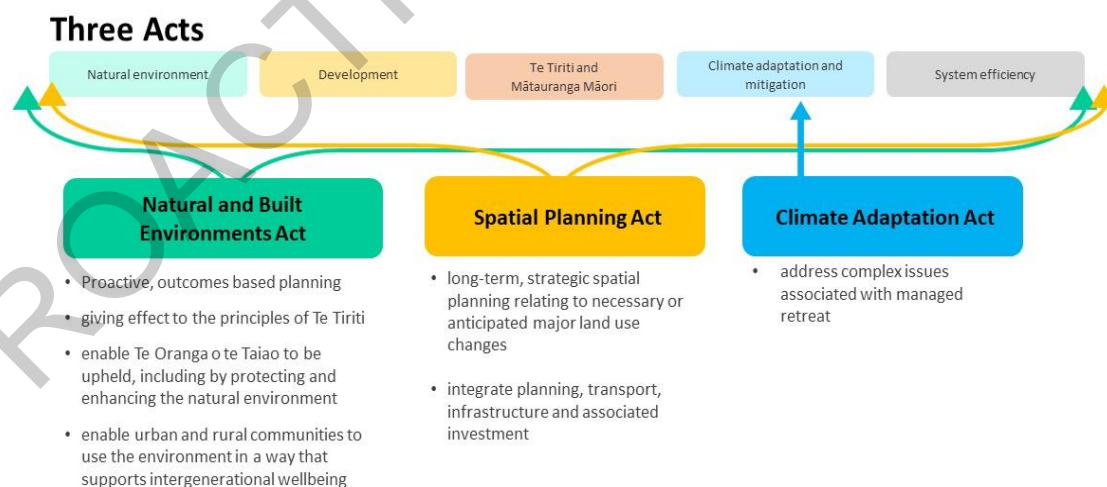 Three Acts
Natural environment
Development
Te Tiriti and
Mātauranga Māori
Climate adaptation and
mitigation
System efficiency
Natural and Built
Environments Act
• Proactive, outcomes based planning
• giving effect to the principles of Te Tiriti
• enable Te Oranga o te Taiao to be
upheld, including by protecting and
enhancing the natural environment
• enable urban and rural communities to
use the environment in a way that
supports intergenerational wellbeing
Spatial Planning Act
• long-term, strategic spatial
planning relating to necessary or
anticipated major land use
changes
• integrate planning, transport,
infrastructure and associated
investment
Climate Adaptation Act
• address complex issues
associated with managed
retreat
ROACT